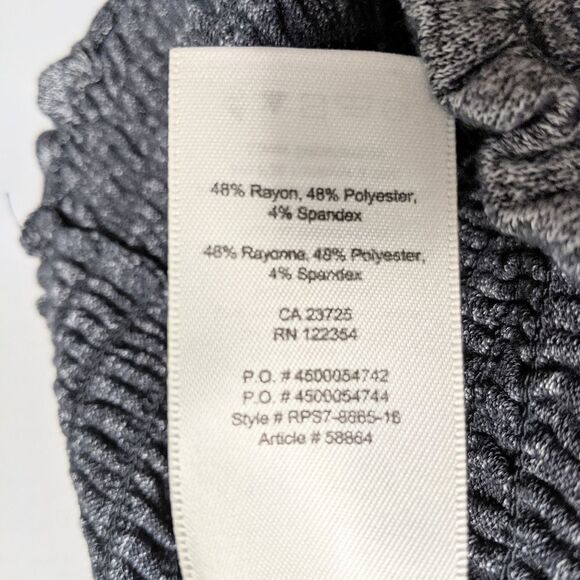 48% Rayon, 48% Polyester,
4% Spandex
48% Rayonne, 48% Polyester,
4% Spandex
CA 23725
RN 122354
P.O. # 4500054742
P.O. # 4500054744
Style # RPS7-8865-16
Article # 58864